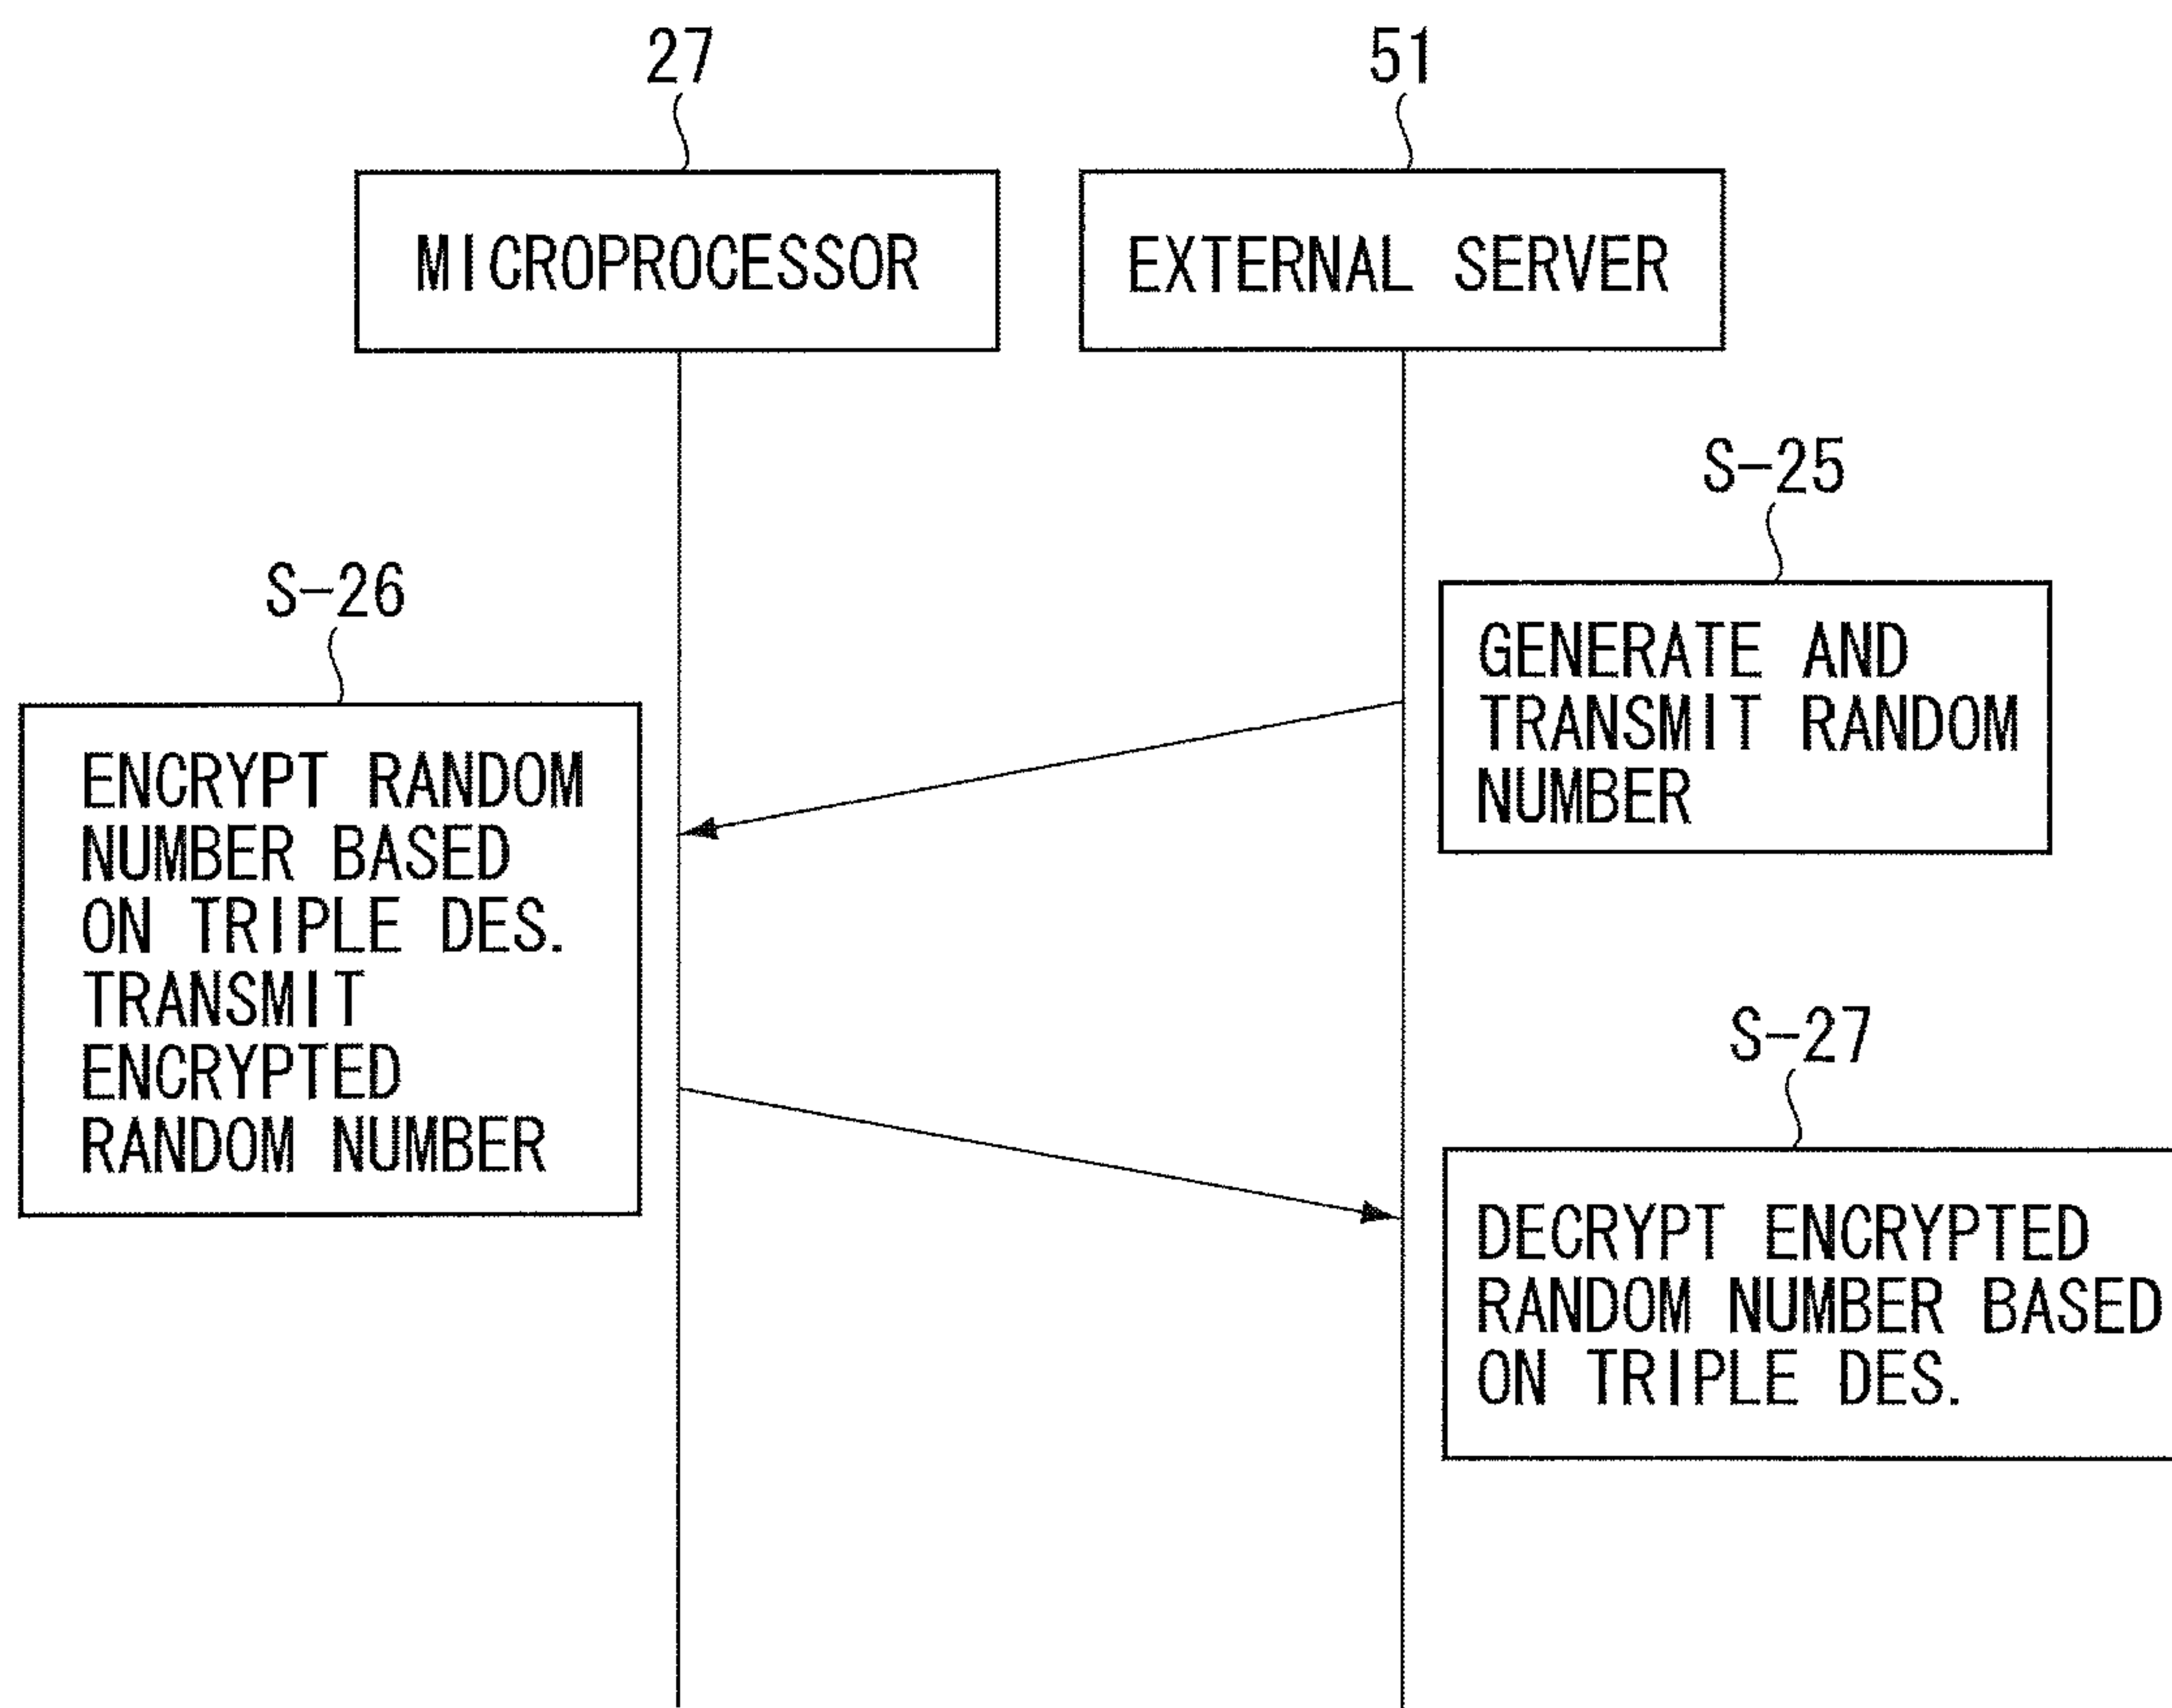 27
51
MICROPROCESSOR
EXTERNAL SERVER
S-25
GENERATE AND
TRANSMIT RANDOM
NUMBER
S-26
ENCRYPT RANDOM
NUMBER BASED
ON TRIPLE DES.
TRANSMIT
ENCRYPTED
RANDOM NUMBER
S-27
DECRYPT ENCRYPTED
RANDOM NUMBER BASED
ON TRIPLE DES.